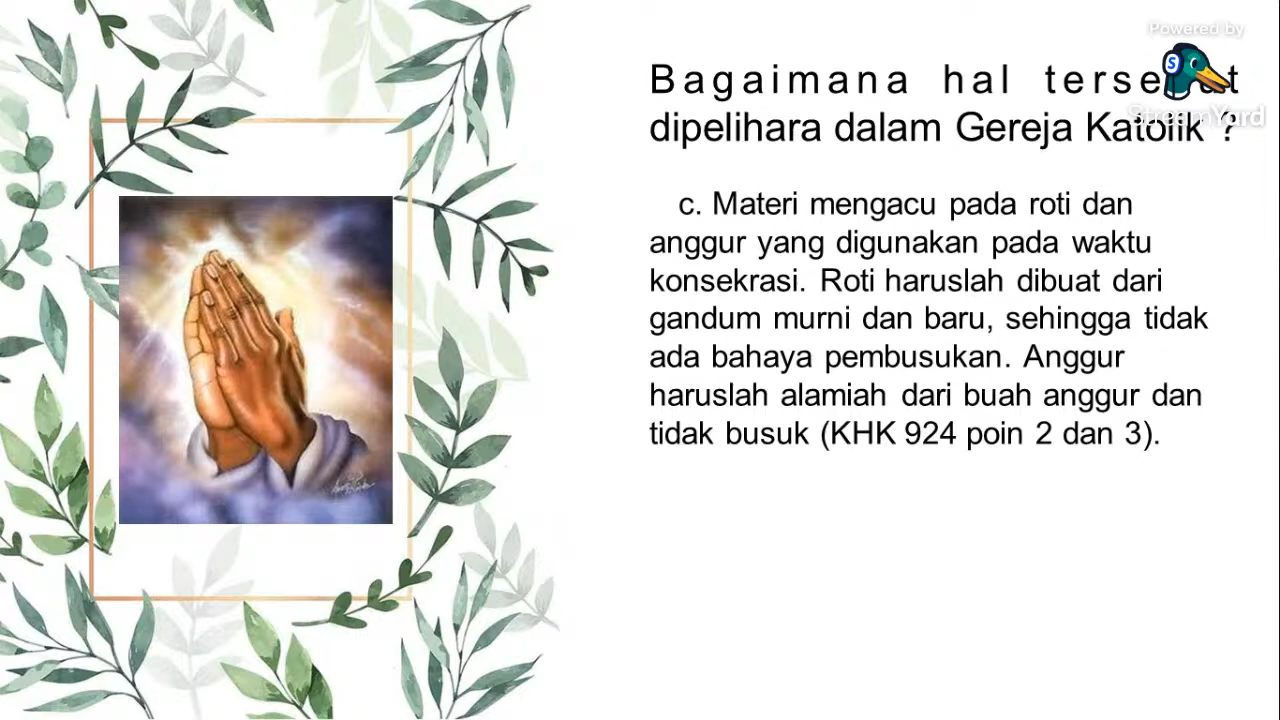 Powered by
StreamYard
Bagaimana hal tersebut
dipelihara dalam Gereja Katolik ?
c. Materi mengacu pada roti dan
anggur yang digunakan pada waktu
konsekrasi. Roti haruslah dibuat dari
gandum murni dan baru, sehingga tidak
ada bahaya pembusukan. Anggur
haruslah alamiah dari buah anggur dan
tidak busuk (KHK 924 poin 2 dan 3).